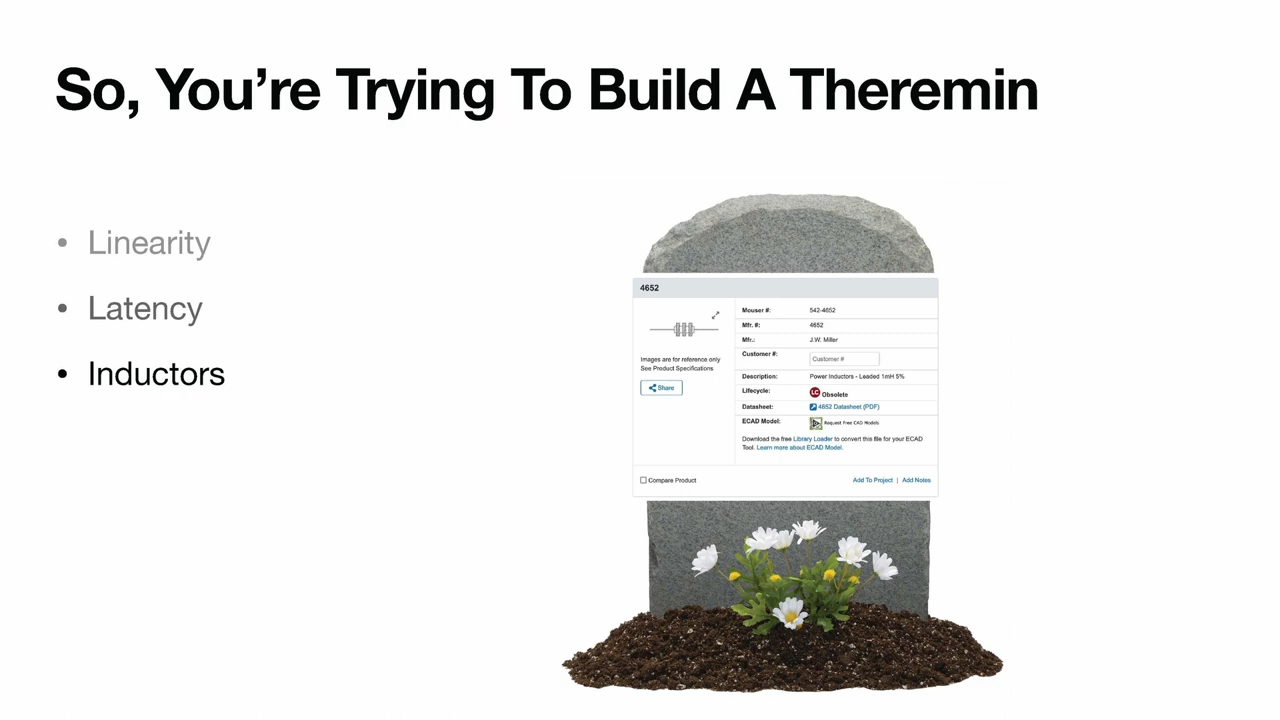 So, You're Trying To Build A Theremin
• Linearity
• Latency
• Inductors
4652
Images are for reference only
See Product Specifications
Share
Mouser #: 542-4652
Mfr. #: 4652
Mfr.: J.W. Miller
Customer #: Customer #
Description: Power Inductors - Leaded 1mH 5%
Lifecycle: LC Obsolete
Datasheet: 4652 Datasheet (PDF)
ECAD Model: Request Free CAD Models
Download the free Library Loader to convert this file for your ECAD
Tool. Learn more about ECAD Model.
Compare Product
Add To Project | Add Notes